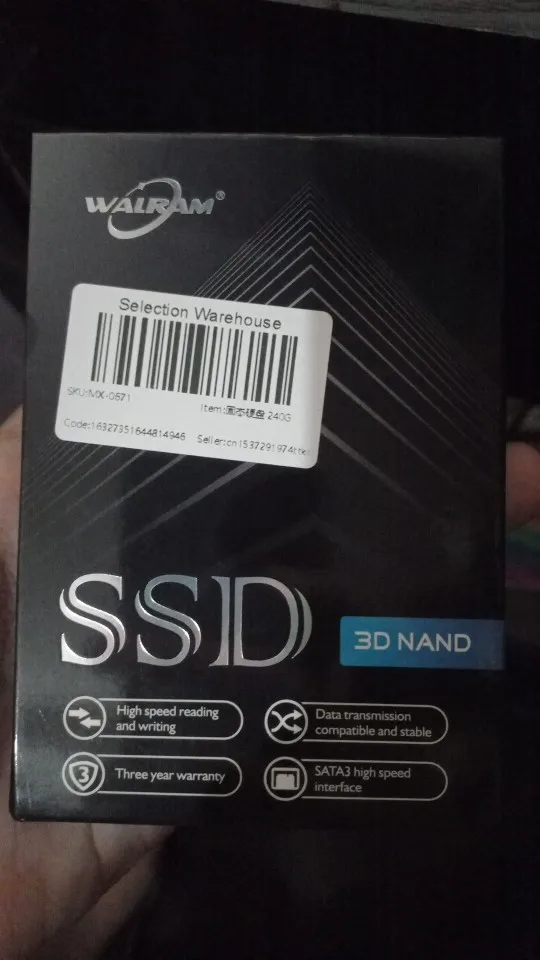 WALRAM®
Selection Warehouse
SKU:MX-0571
Item:固态硬盘 240G
Code:16327351644814946 Seller:cn1537291974ttk
SSD
3D NAND
High speed reading
and writing
Data transmission
compatible and stable
3
Three year warranty
SATA3 high speed
interface